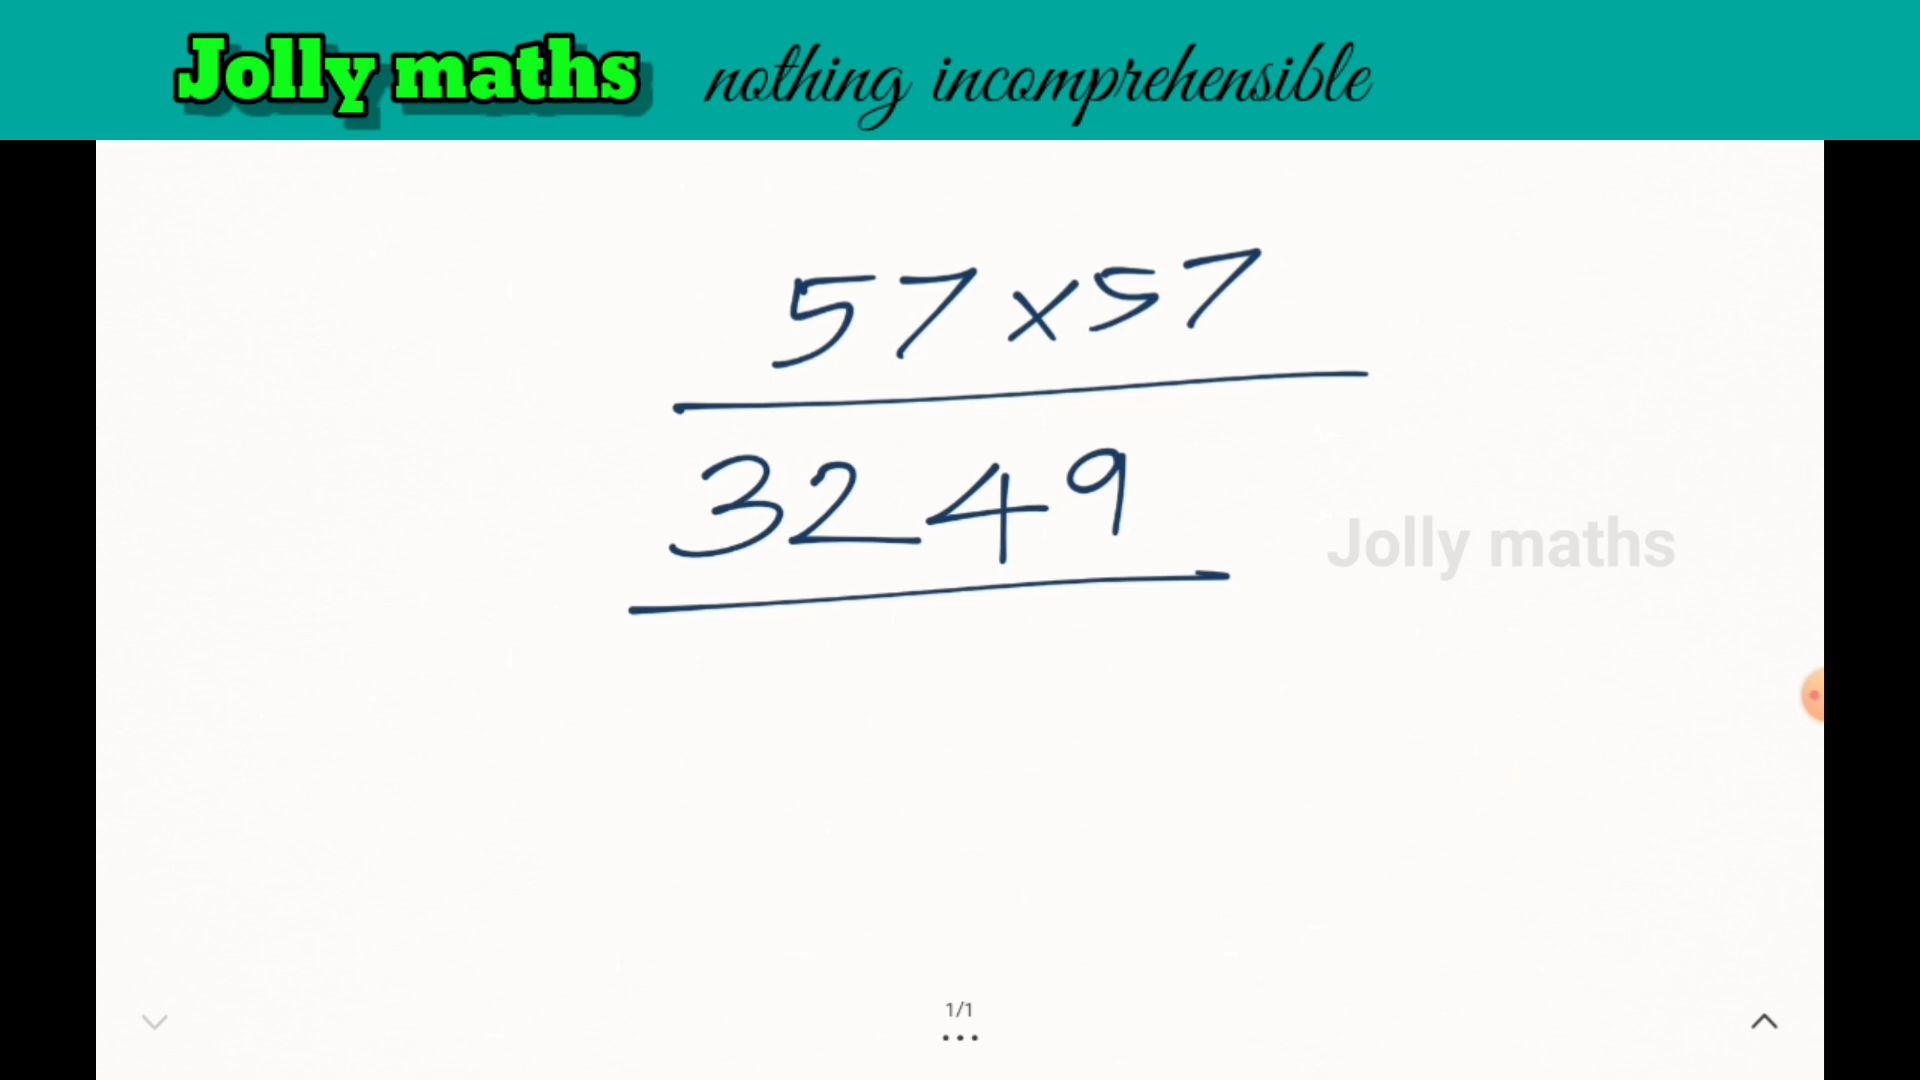 Jolly maths nothing incomprehensible
57×57
3249
Jolly maths
1/1